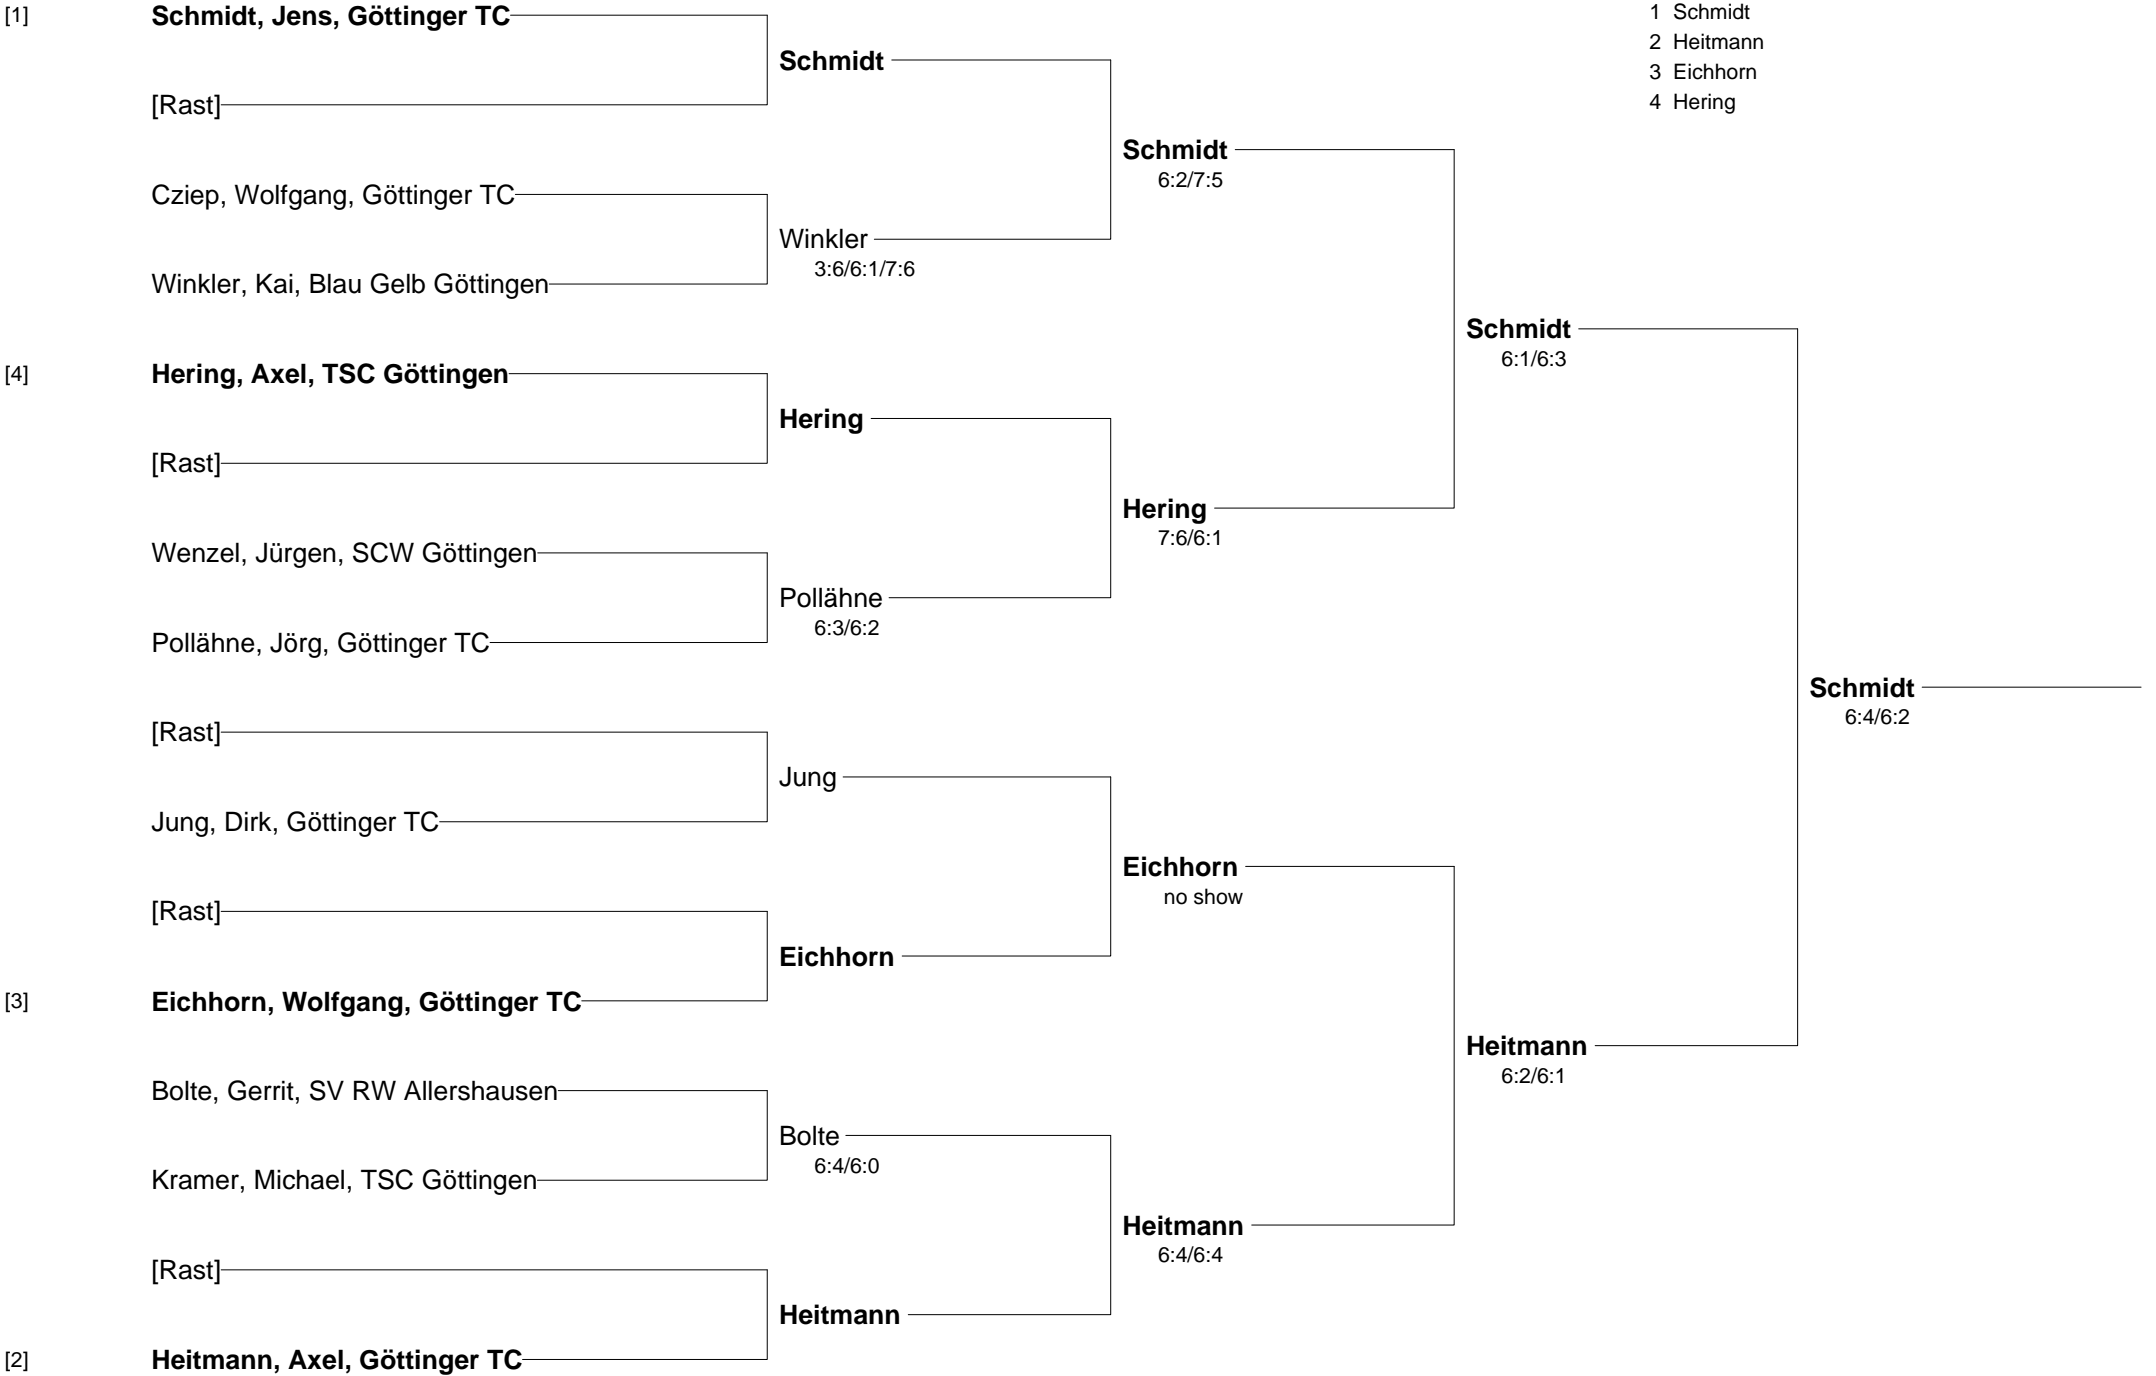 [1] Schmidt, Jens, Göttinger TC
[Rast]
Cziep, Wolfgang, Göttinger TC
Winkler, Kai, Blau Gelb Göttingen
[4] Hering, Axel, TSC Göttingen
[Rast]
Wenzel, Jürgen, SCW Göttingen
Pollähne, Jörg, Göttinger TC
[Rast]
Jung, Dirk, Göttinger TC
[Rast]
[3] Eichhorn, Wolfgang, Göttinger TC
Bolte, Gerrit, SV RW Allershausen
Kramer, Michael, TSC Göttingen
[Rast]
[2] Heitmann, Axel, Göttinger TC
Schmidt
Winkler
3:6/6:1/7:6
Hering
Pollähne
6:3/6:2
Jung
Eichhorn
Bolte
6:4/6:0
Heitmann
Schmidt
6:2/7:5
Hering
7:6/6:1
Eichhorn
no show
Heitmann
6:4/6:4
Schmidt
6:1/6:3
Heitmann
6:2/6:1
Schmidt
6:4/6:2
1 Schmidt
2 Heitmann
3 Eichhorn
4 Hering